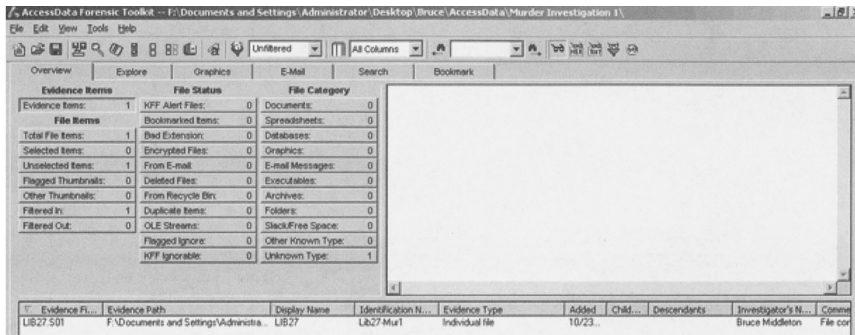 AccessData Forensic Toolkit -- F:\Documents and Settings\Administrator\Desktop\Bruce\AccessData\Murder Investigation 1\
File Edit View Tools Help
Unfiltered All Columns
Overview Explore Graphics E-Mail Search Bookmark
Evidence Items File Status File Category
Evidence Items: 1 KFF Alert Files: 0 Documents: 0
File Items Bookmarked Items: 0 Spreadsheets: 0
Total File Items: 1 Bad Extension: 0 Databases: 0
Selected Items: 0 Encrypted Files: 0 Graphics: 0
Unselected Items: 1 From E-mail: 0 E-mail Messages: 0
Flagged Thumbnails: 0 Deleted Files: 0 Executables: 0
Other Thumbnails: 0 From Recycle Bin: 0 Archives: 0
Filtered In: 1 Duplicate Items: 0 Folders: 0
Filtered Out: 0 OLE Streams: 0 Slack/Free Space: 0
Flagged Ignore: 0 Other Known Type: 0
KFF Ignorable: 0 Unknown Type: 1
Evidence Fi... Evidence Path Display Name Identification N... Evidence Type Added Child... Descendants Investigator's N... Comme
LIB27.S01 F:\Documents and Settings\Administra... LIB27 Lib27-Mur1 Individual file 10/23... Bruce Middleton File con